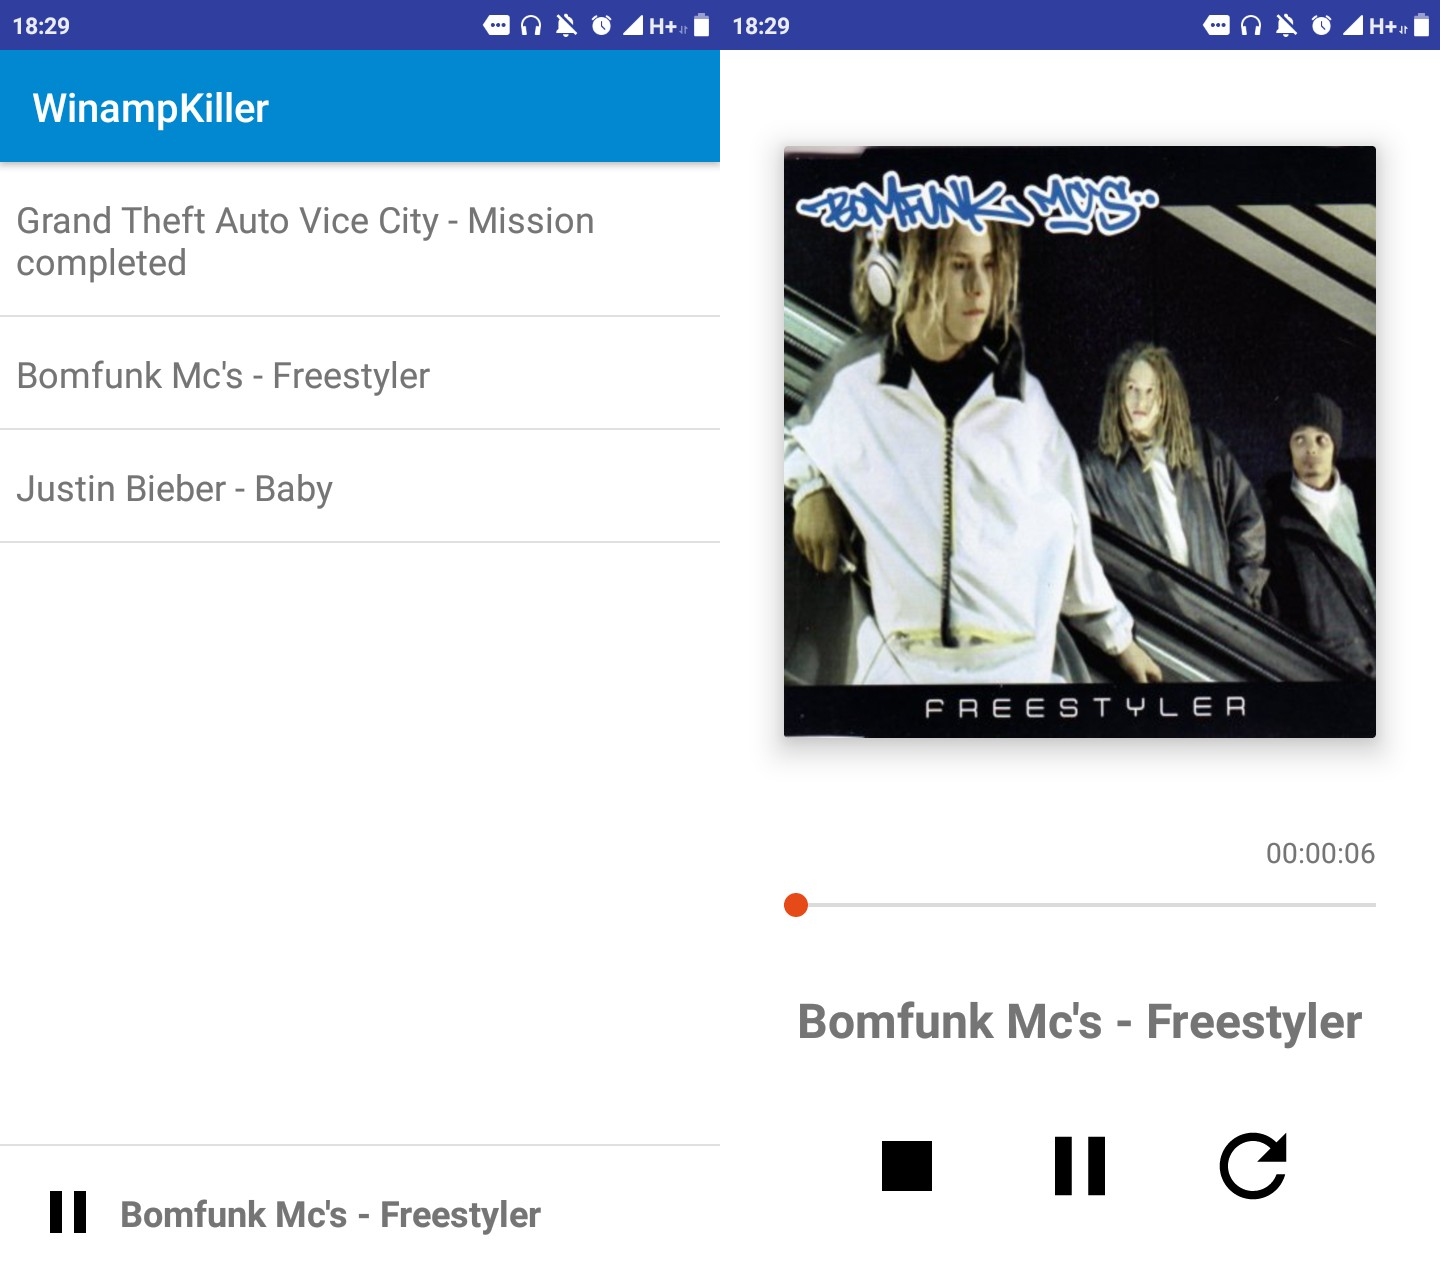 18:29
H+
WinampKiller
Grand Theft Auto Vice City - Mission
completed
Bomfunk Mc's - Freestyler
Justin Bieber - Baby
Bomfunk Mc's - Freestyler
18:29
H+
BOMFUNK MC'S
FREESTYLER
00:00:06
Bomfunk Mc's - Freestyler